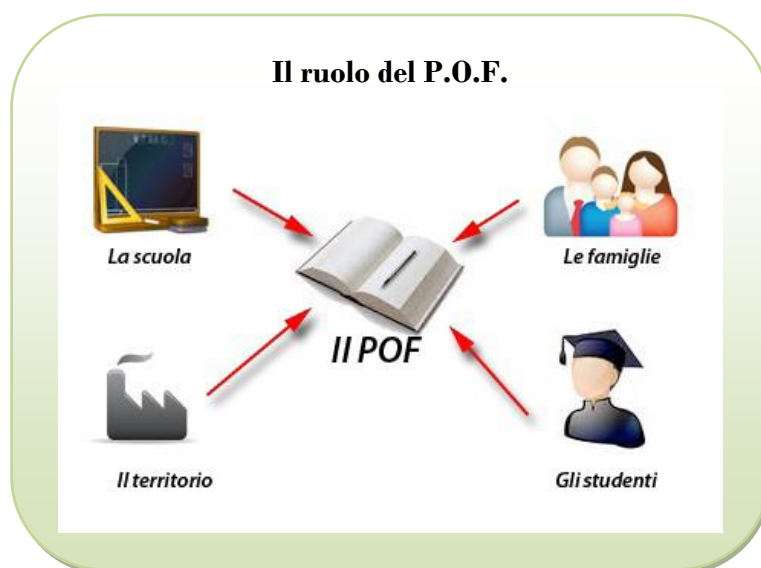 Il ruolo del P.O.F.
La scuola
Le famiglie
Il POF
Il territorio
Gli studenti